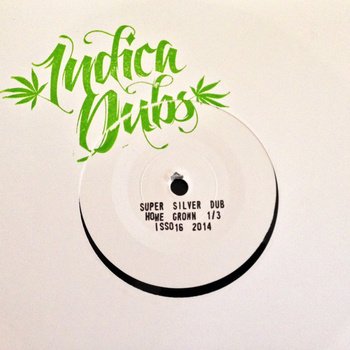 Indica
Dubs
SUPER SILVER DUB
HOME GROWN 1/3
ISS016 2014